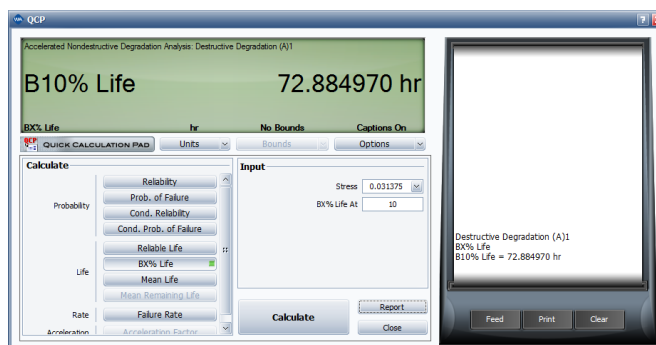 QCP
Accelerated Nondestructive Degradation Analysis: Destructive Degradation (A)1
B10% Life 72.884970 hr
BX% Life hr No Bounds Captions On
QCP QUICK CALCULATION PAD Units Bounds Options
Calculate
Probability
Reliability
Prob. of Failure
Cond. Reliability
Cond. Prob. of Failure
Life
Reliable Life
BX% Life
Mean Life
Mean Remaining Life
Rate
Failure Rate
Acceleration
Acceleration Factor
Input
Stress 0.031375
BX% Life At 10
Calculate
Report
Close
Destructive Degradation (A)1
BX% Life
B10% Life = 72.884970 hr
Feed Print Clear